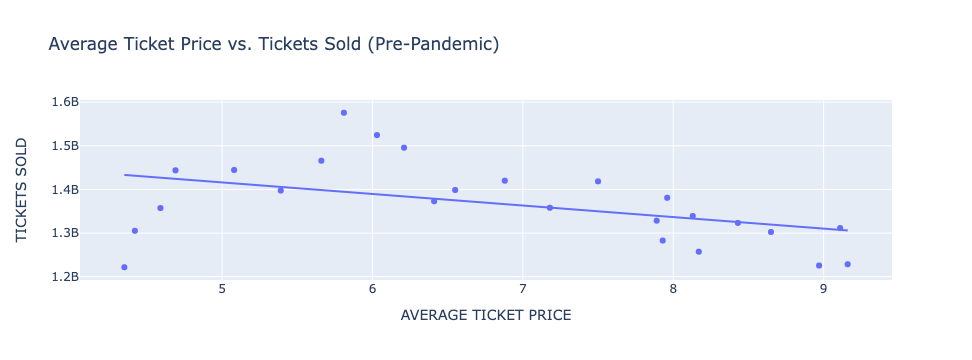 Average Ticket Price vs. Tickets Sold (Pre-Pandemic)
TICKETS SOLD
1.6B
1.5B
1.4B
1.3B
1.2B
5 6 7 8 9
AVERAGE TICKET PRICE